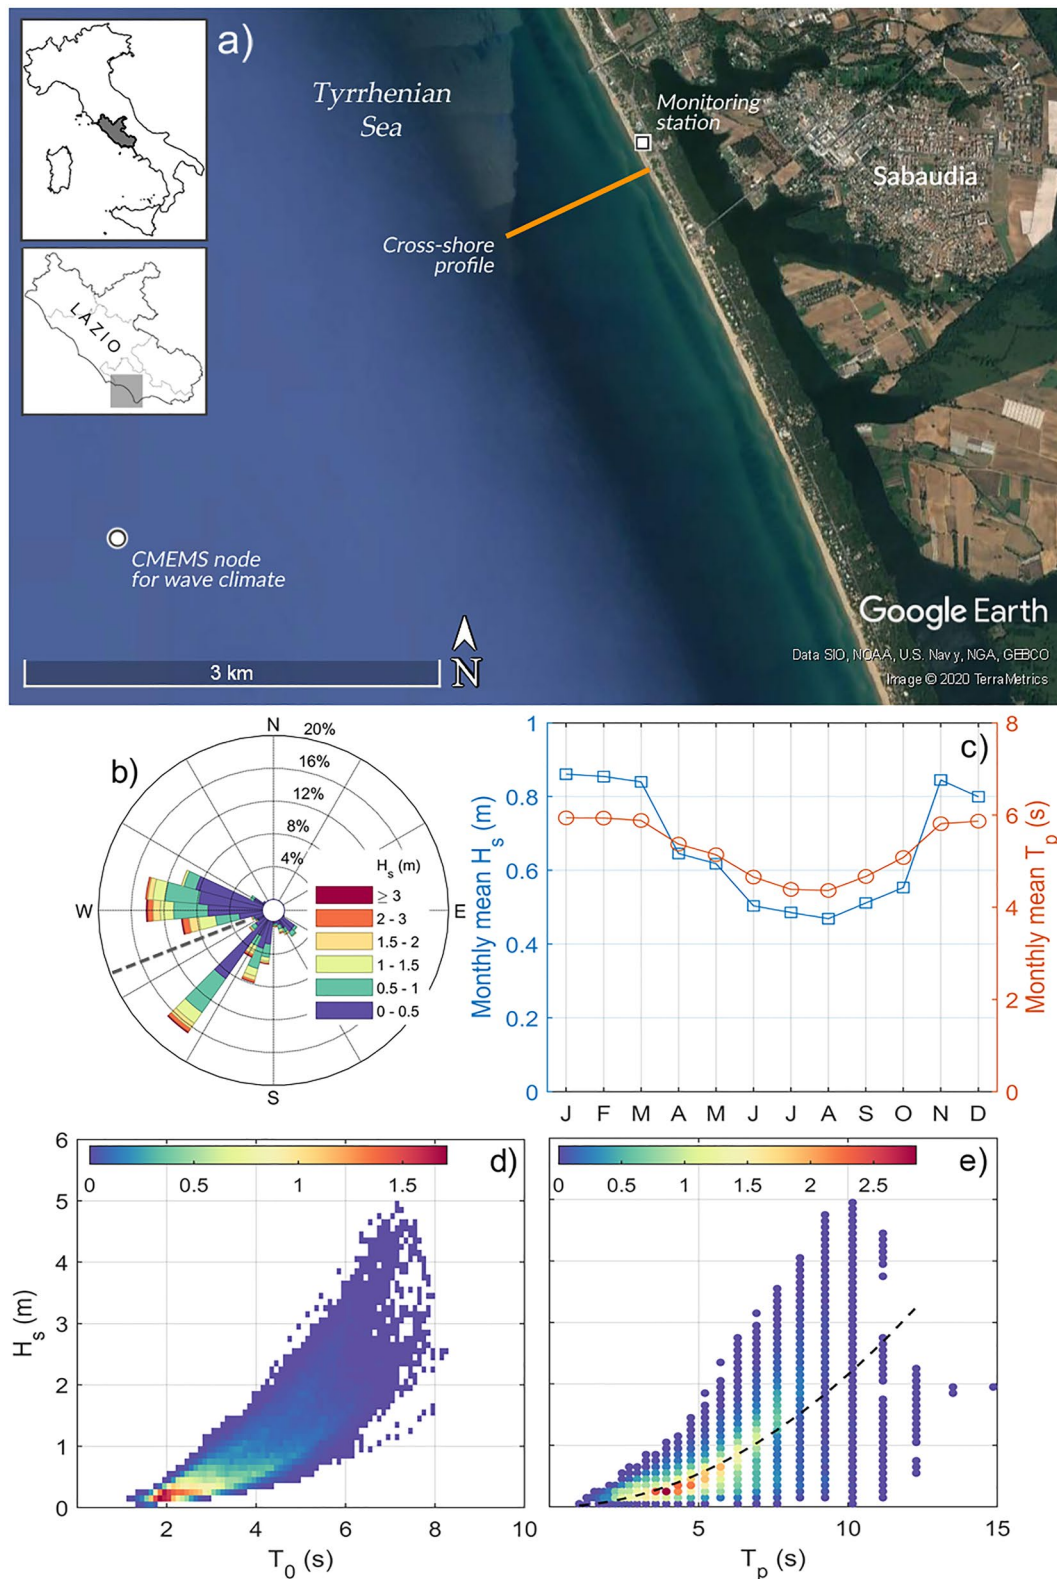 a)
Tyrrhenian
Sea
Monitoring
station
Sabaudia
Cross-shore
profile
LAZIO
CMEMS node
for wave climate
Google Earth
N
Data SIO, NOAA, U.S. Navy, NGA, GEBCO
3 km
Image © 2020 TerraMetrics
b)
N
20%
16%
12%
8%
4%
W
E
S
Hs (m)
≥ 3
2 - 3
1.5 - 2
1 - 1.5
0.5 - 1
0 - 0.5
c)
Monthly mean Hs (m)
1
0.8
0.6
0.4
0.2
0
Monthly mean Tp (s)
8
6
4
2
0
J F M A M J J A S O N D
d)
0 0.5 1 1.5
Hs (m)
6
5
4
3
2
1
0
2 4 6 8 10
T0 (s)
e)
0 0.5 1 1.5 2 2.5
5 10 15
Tp (s)